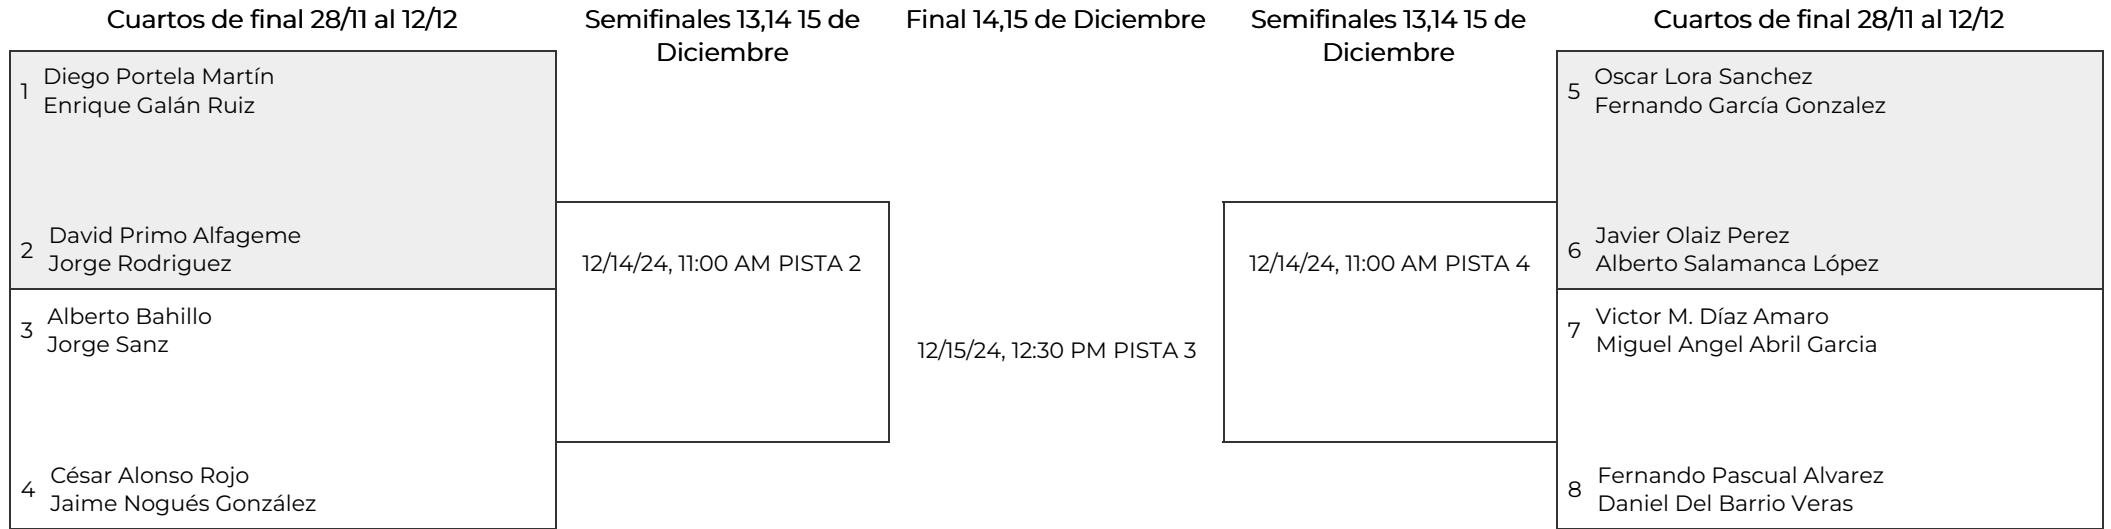 Cuartos de final 28/11 al 12/12
Semifinales 13,14 15 de
Diciembre
Final 14,15 de Diciembre
Semifinales 13,14 15 de
Diciembre
Cuartos de final 28/11 al 12/12
1
Diego Portela Martín
Enrique Galán Ruiz
2
David Primo Alfageme
Jorge Rodriguez
3
Alberto Bahillo
Jorge Sanz
4
César Alonso Rojo
Jaime Nogués González
12/14/24, 11:00 AM PISTA 2
12/15/24, 12:30 PM PISTA 3
12/14/24, 11:00 AM PISTA 4
5
Oscar Lora Sanchez
Fernando García Gonzalez
6
Javier Olaiz Perez
Alberto Salamanca López
7
Victor M. Díaz Amaro
Miguel Angel Abril Garcia
8
Fernando Pascual Alvarez
Daniel Del Barrio Veras